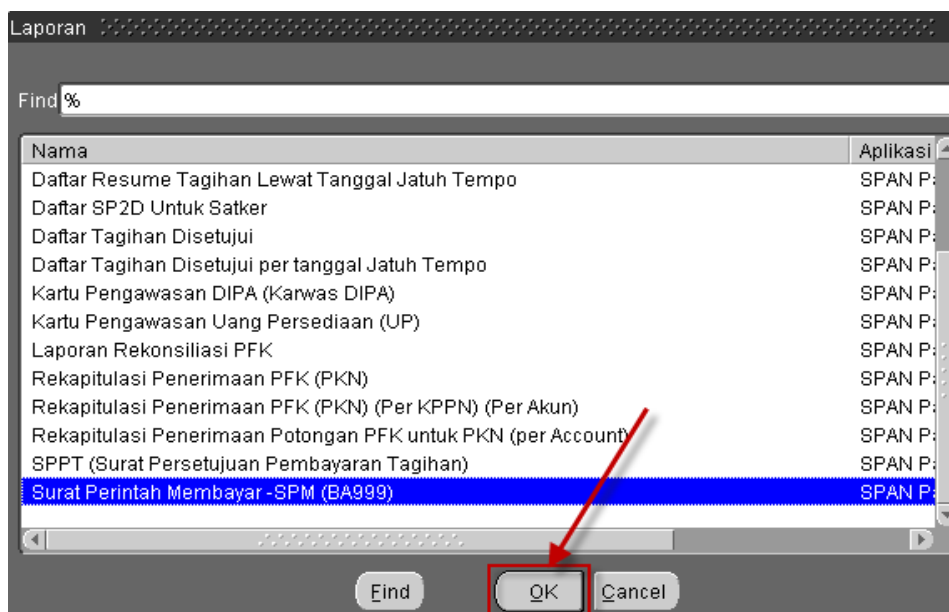 Laporan
Find %
Nama Aplikasi
Daftar Resume Tagihan Lewat Tanggal Jatuh Tempo SPAN
Daftar SP2D Untuk Satker SPAN
Daftar Tagihan Disetujui SPAN
Daftar Tagihan Disetujui per tanggal Jatuh Tempo SPAN
Kartu Pengawasan DIPA (Karwas DIPA) SPAN
Kartu Pengawasan Uang Persediaan (UP) SPAN
Laporan Rekonsiliasi PFK SPAN
Rekapitulasi Penerimaan PFK (PKN) SPAN
Rekapitulasi Penerimaan PFK (PKN) (Per KPPN) (Per Akun) SPAN
Rekapitulasi Penerimaan Potongan PFK untuk PKN (per Account) SPAN
SPPT (Surat Persetujuan Pembayaran Tagihan) SPAN
Surat Perintah Membayar -SPM (BA999) SPAN
Find OK Cancel